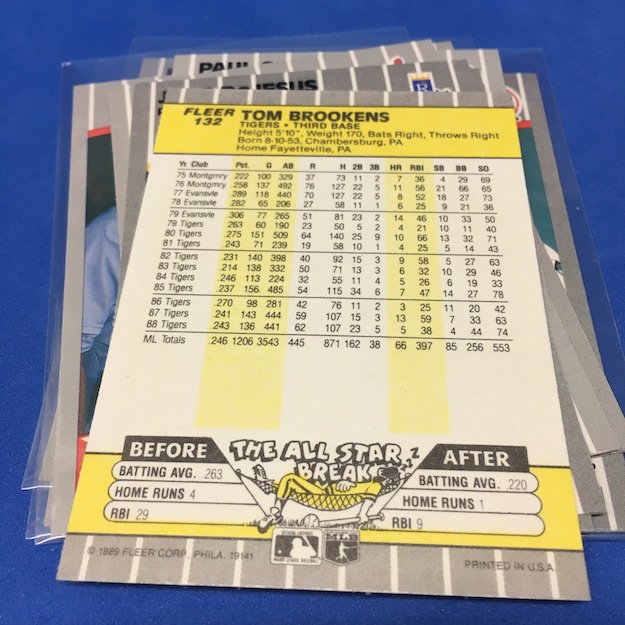 PAUL
JESUS
R
FLEER 132
TOM BROOKENS
TIGERS • THIRD BASE
Height 5'10", Weight 170, Bats Right, Throws Right
Born 8-10-53, Chambersburg, PA
Home Fayetteville, PA
Yr. Club Pct. G AB R H 2B 3B HR RBI SB BB SO
75 Montgmry .222 100 329 37 73 11 2 7 36 4 29 69
76 Montgmry .258 137 492 76 127 22 5 11 56 21 66 65
77 Evansvle .289 118 440 70 127 22 2 8 52 18 27 73
78 Evansvle .282 65 206 27 58 11 1 6 25 9 21 36
79 Evansvle .306 77 265 51 81 23 2 14 46 10 33 50
79 Tigers .263 60 190 23 50 5 2 4 21 10 11 40
80 Tigers .275 151 509 64 140 25 9 10 66 13 32 71
81 Tigers .243 71 239 19 58 10 1 4 25 5 14 43
82 Tigers .231 140 398 40 92 15 3 9 58 5 27 63
83 Tigers .214 138 332 50 71 13 3 6 32 10 29 46
84 Tigers .246 113 224 32 55 11 4 5 26 6 19 33
85 Tigers .237 156 485 54 115 34 6 7 47 14 27 78
86 Tigers .270 98 281 42 76 11 2 3 25 11 20 42
87 Tigers .241 143 444 59 107 15 3 13 59 7 33 63
88 Tigers .243 136 441 62 107 23 5 5 38 4 44 74
ML Totals .246 1206 3543 445 871 162 38 66 397 85 256 553
BEFORE
THE ALL STAR BREAK
AFTER
BATTING AVG. .263
HOME RUNS 4
RBI 29
BATTING AVG. .220
HOME RUNS 1
RBI 9
OFFICIAL LICENSEE
MAJOR LEAGUE BASEBALL
MLB
© 1989 FLEER CORP., PHILA. 19141
PRINTED IN U.S.A.